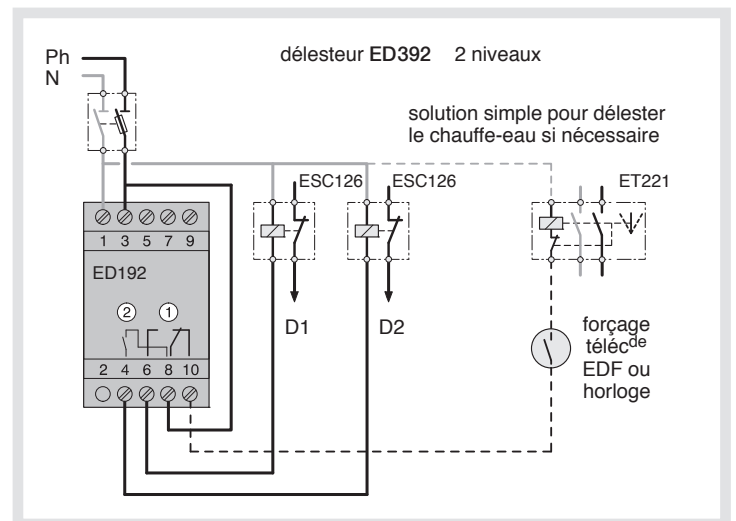 délesteur ED392 2 niveaux
Ph
N
solution simple pour délester
le chauffe-eau si nécessaire
ESC126
ESC126
ET221
1 3 5 7 9
ED192
2
1
D1
D2
forçage
télécde
EDF ou
horloge
2 4 6 8 10